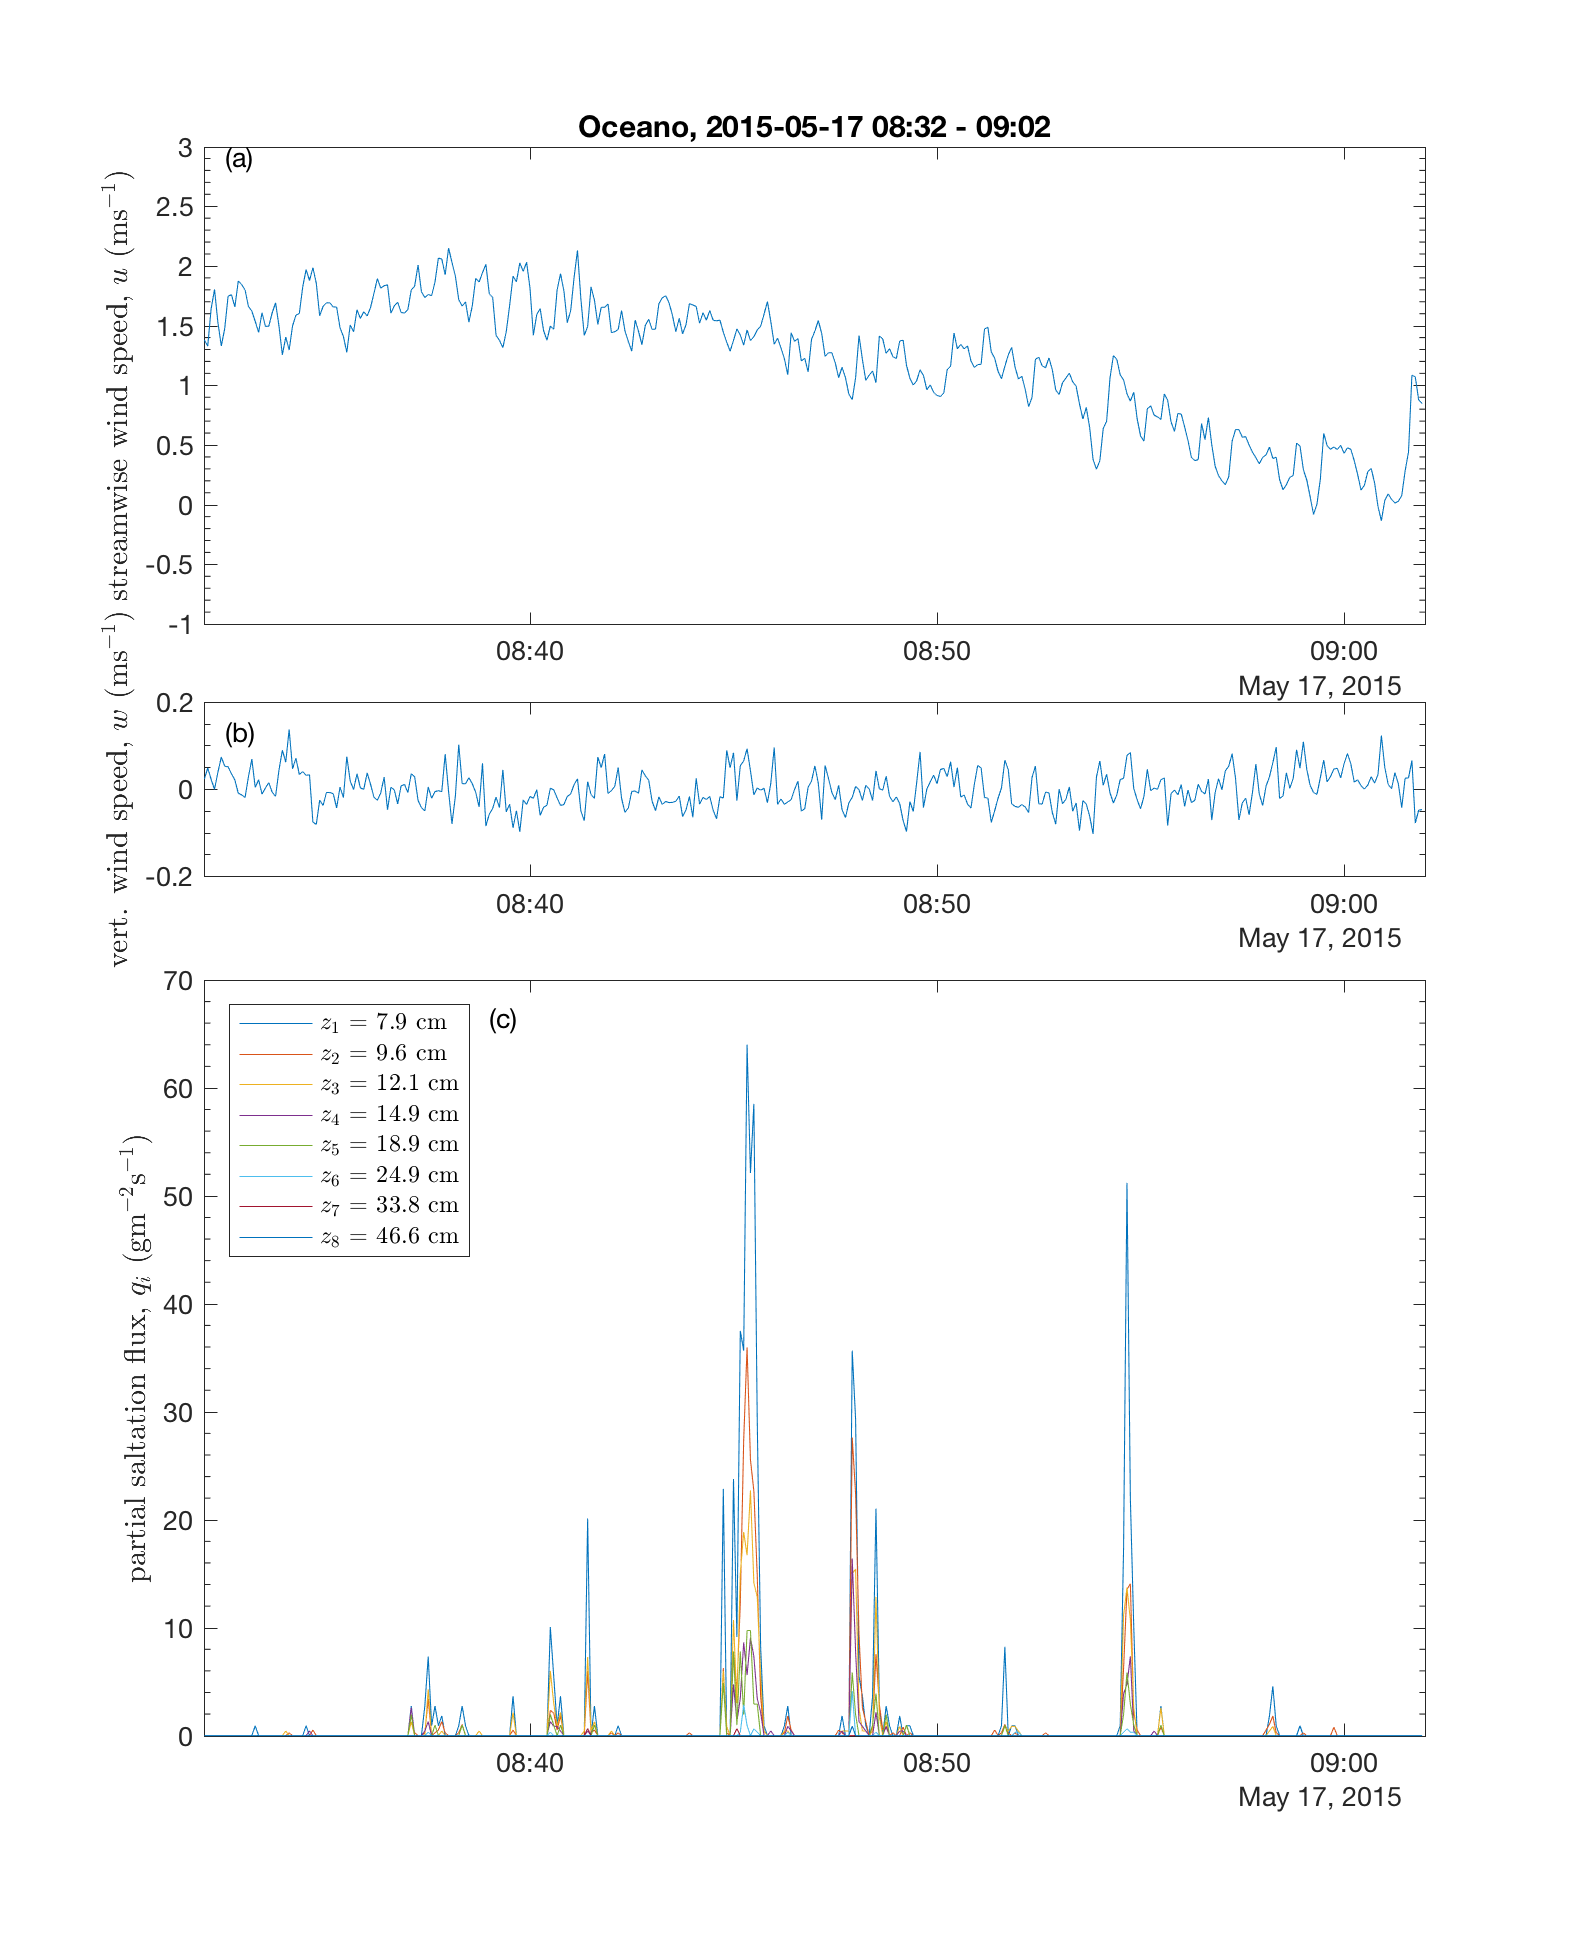 Oceano, 2015-05-17 08:32 - 09:02
(a)
streamwise wind speed, u (ms⁻¹)
3
2.5
2
1.5
1
0.5
0
-0.5
-1
08:40 08:50 09:00
May 17, 2015
(b)
vert. wind speed, w (ms⁻¹)
0.2
0
-0.2
08:40 08:50 09:00
May 17, 2015
(c)
partial saltation flux, qᵢ (gm⁻²s⁻¹)
70
60
50
40
30
20
10
0
z₁ = 7.9 cm
z₂ = 9.6 cm
z₃ = 12.1 cm
z₄ = 14.9 cm
z₅ = 18.9 cm
z₆ = 24.9 cm
z₇ = 33.8 cm
z₈ = 46.6 cm
08:40 08:50 09:00
May 17, 2015